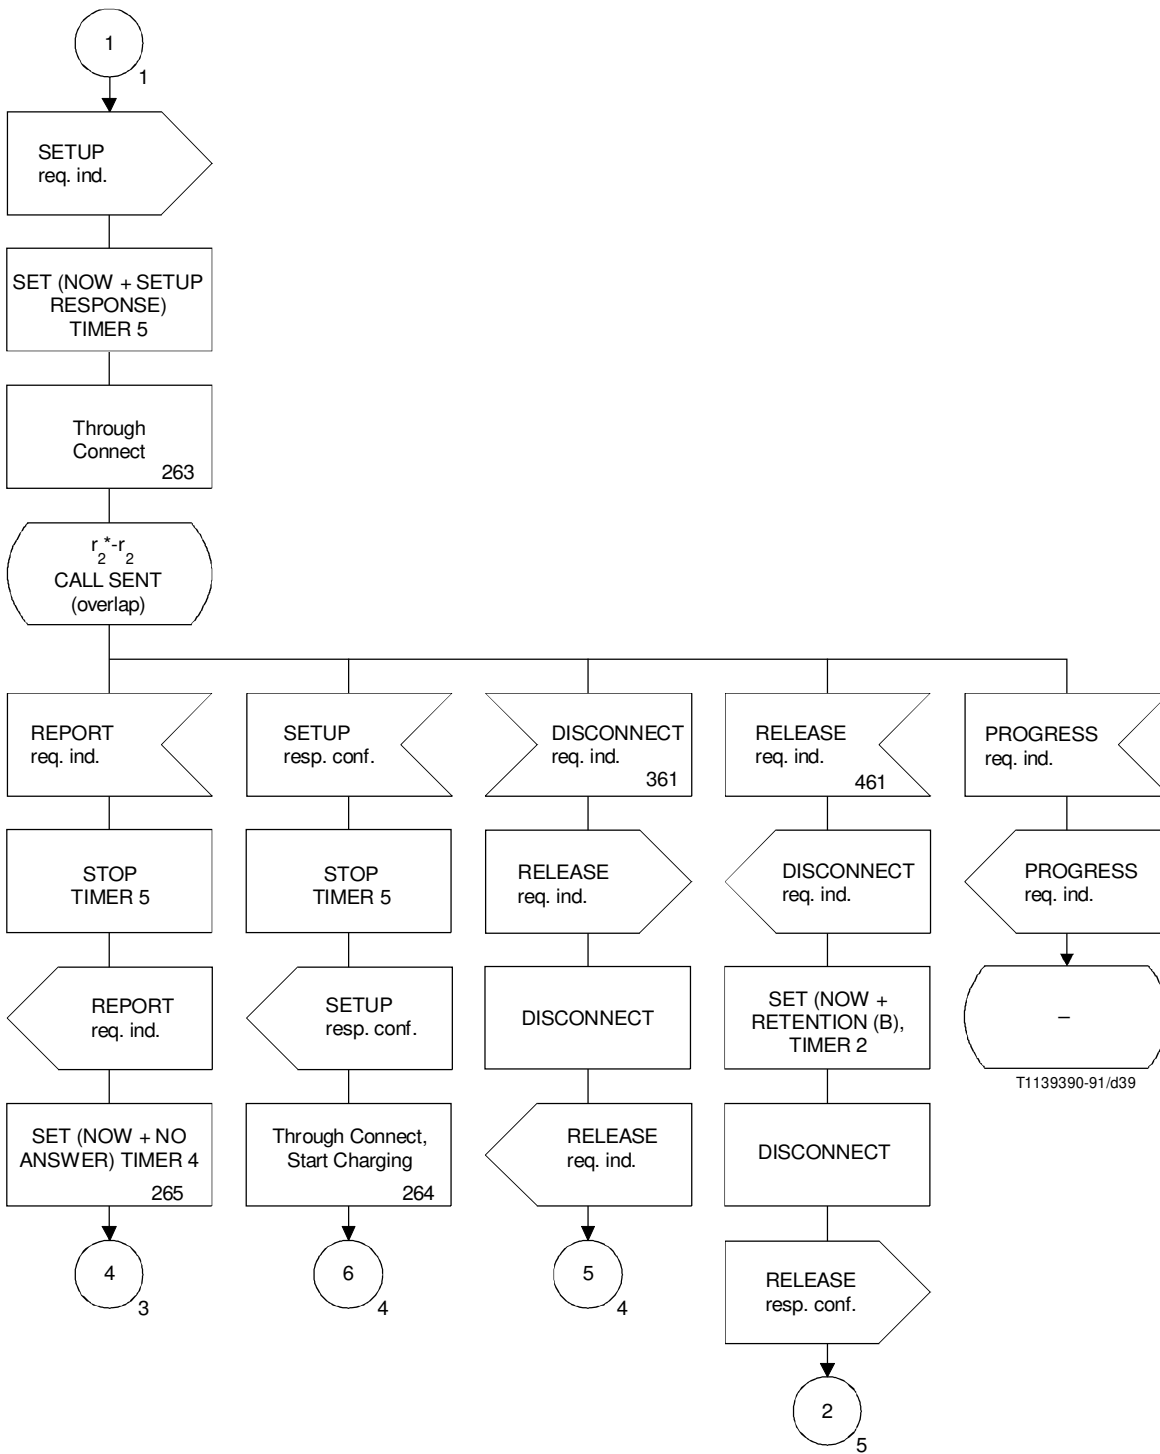 1
1
SETUP
req. ind.
SET (NOW + SETUP
RESPONSE)
TIMER 5
Through
Connect
263
r2*-r2
CALL SENT
(overlap)
REPORT
req. ind.
SETUP
resp. conf.
DISCONNECT
req. ind.
361
RELEASE
req. ind.
461
PROGRESS
req. ind.
STOP
TIMER 5
STOP
TIMER 5
RELEASE
req. ind.
DISCONNECT
req. ind.
PROGRESS
req. ind.
REPORT
req. ind.
SETUP
resp. conf.
DISCONNECT
SET (NOW +
RETENTION (B),
TIMER 2
–
T1139390-91/d39
SET (NOW + NO
ANSWER) TIMER 4
265
Through Connect,
Start Charging
264
RELEASE
req. ind.
DISCONNECT
4
3
6
4
5
4
RELEASE
resp. conf.
2
5